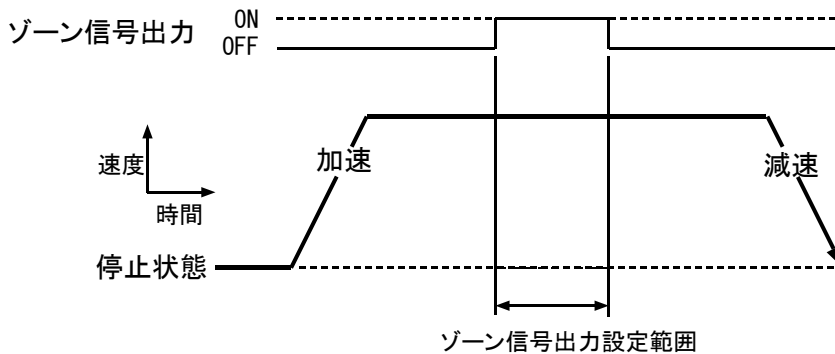 ゾーン信号出力
ON
OFF
加速
減速
速度
時間
停止状態
ゾーン信号出力設定範囲